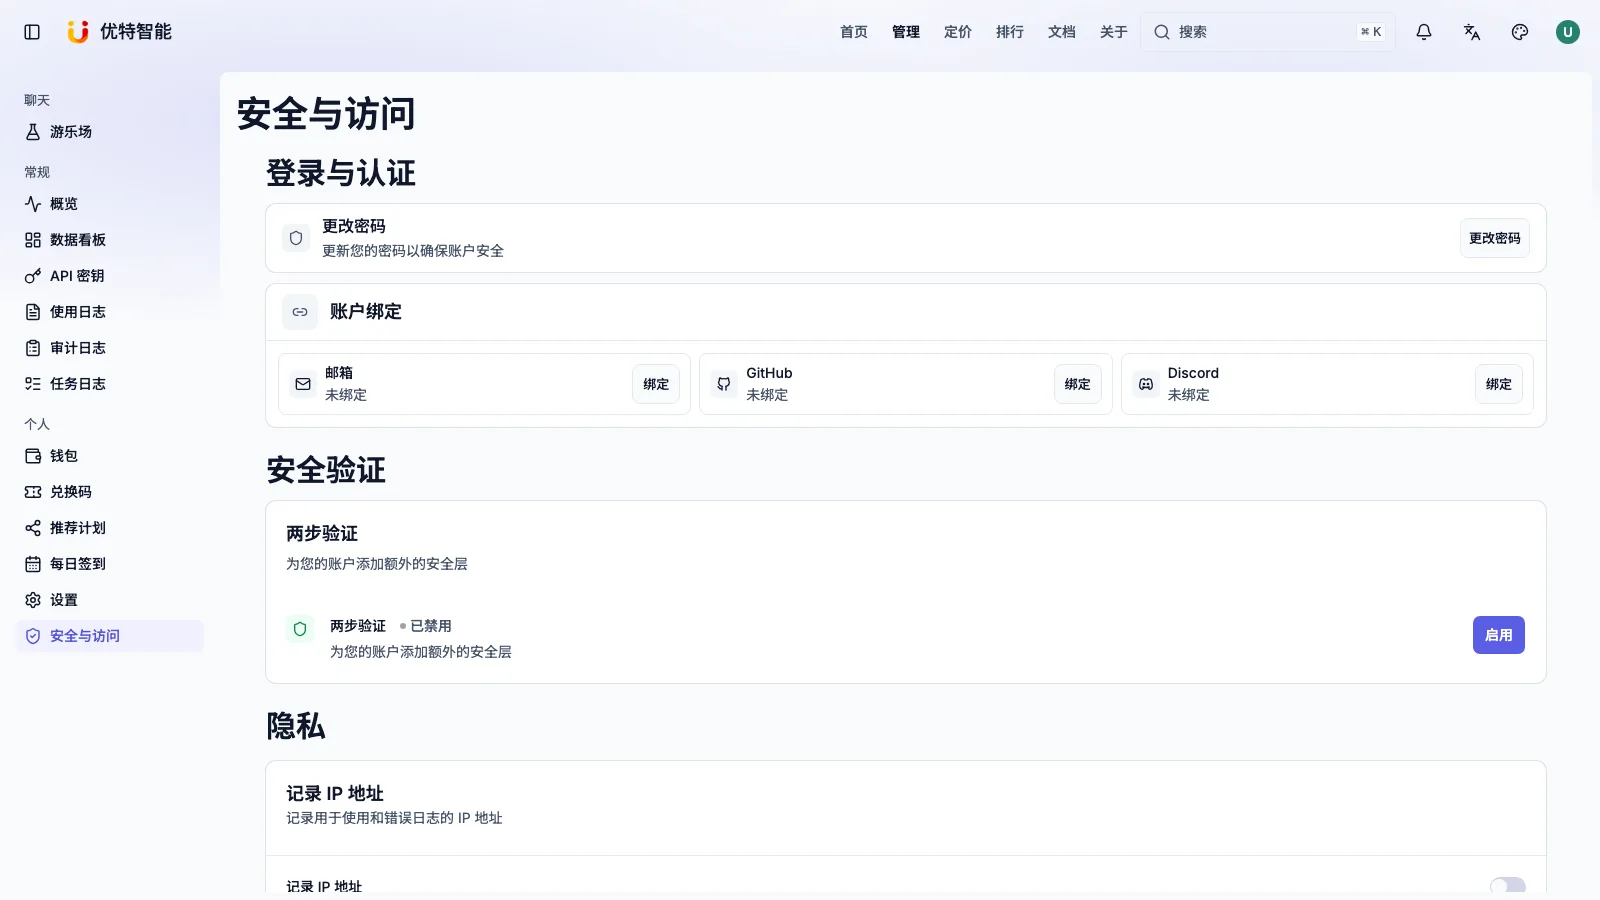 优特智能
首页 管理 定价 排行 文档 关于 搜索 ⌘ K U
聊天
游乐场
常规
概览
数据看板
API 密钥
使用日志
审计日志
任务日志
个人
钱包
兑换码
推荐计划
每日签到
设置
安全与访问
安全与访问
登录与认证
更改密码
更新您的密码以确保账户安全
更改密码
账户绑定
邮箱
未绑定
绑定
GitHub
未绑定
绑定
Discord
未绑定
绑定
安全验证
两步验证
为您的账户添加额外的安全层
两步验证 已禁用
为您的账户添加额外的安全层
启用
隐私
记录 IP 地址
记录用于使用和错误日志的 IP 地址
记录 IP 地址